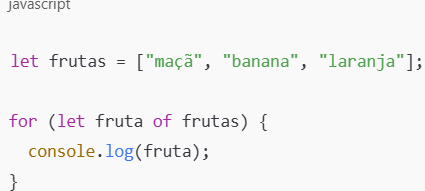 javascript
let frutas = ["maçã", "banana", "laranja"];
for (let fruta of frutas) {
  console.log(fruta);
}